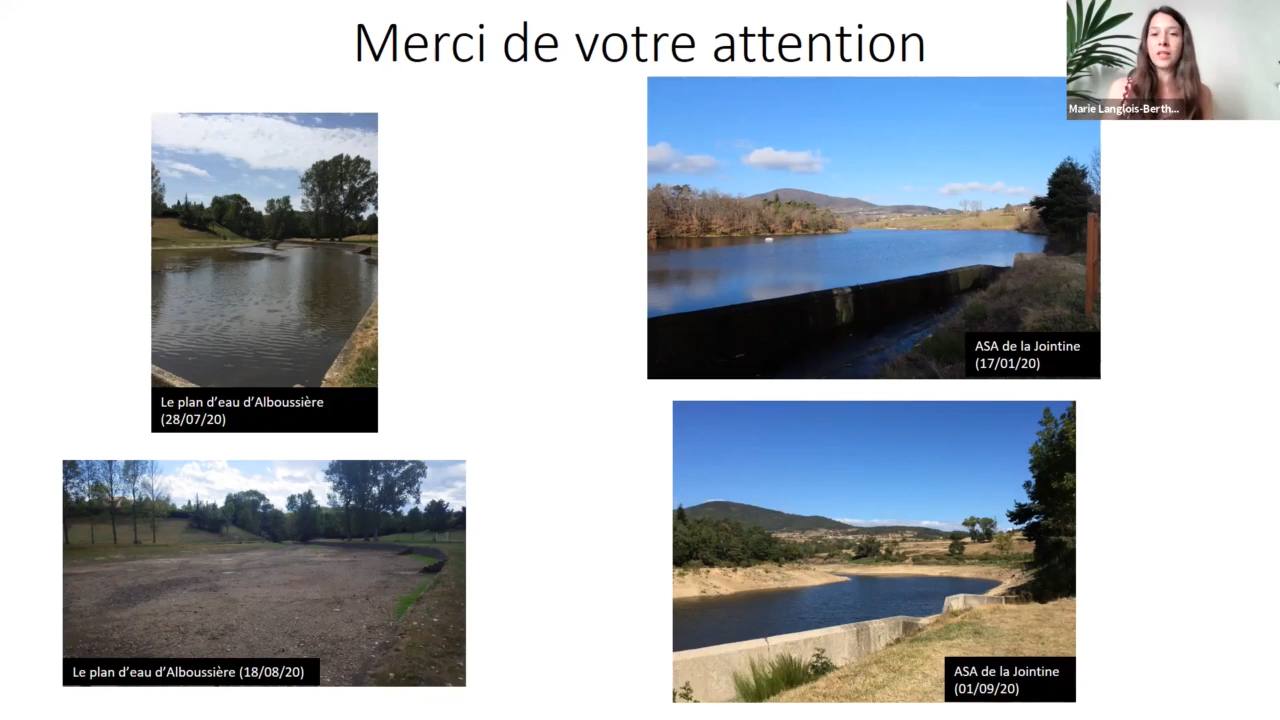 Merci de votre attention
Marie Langlois-Berth...
Le plan d'eau d'Alboussière
(28/07/20)
ASA de la Jointine
(17/01/20)
Le plan d'eau d'Alboussière (18/08/20)
ASA de la Jointine
(01/09/20)